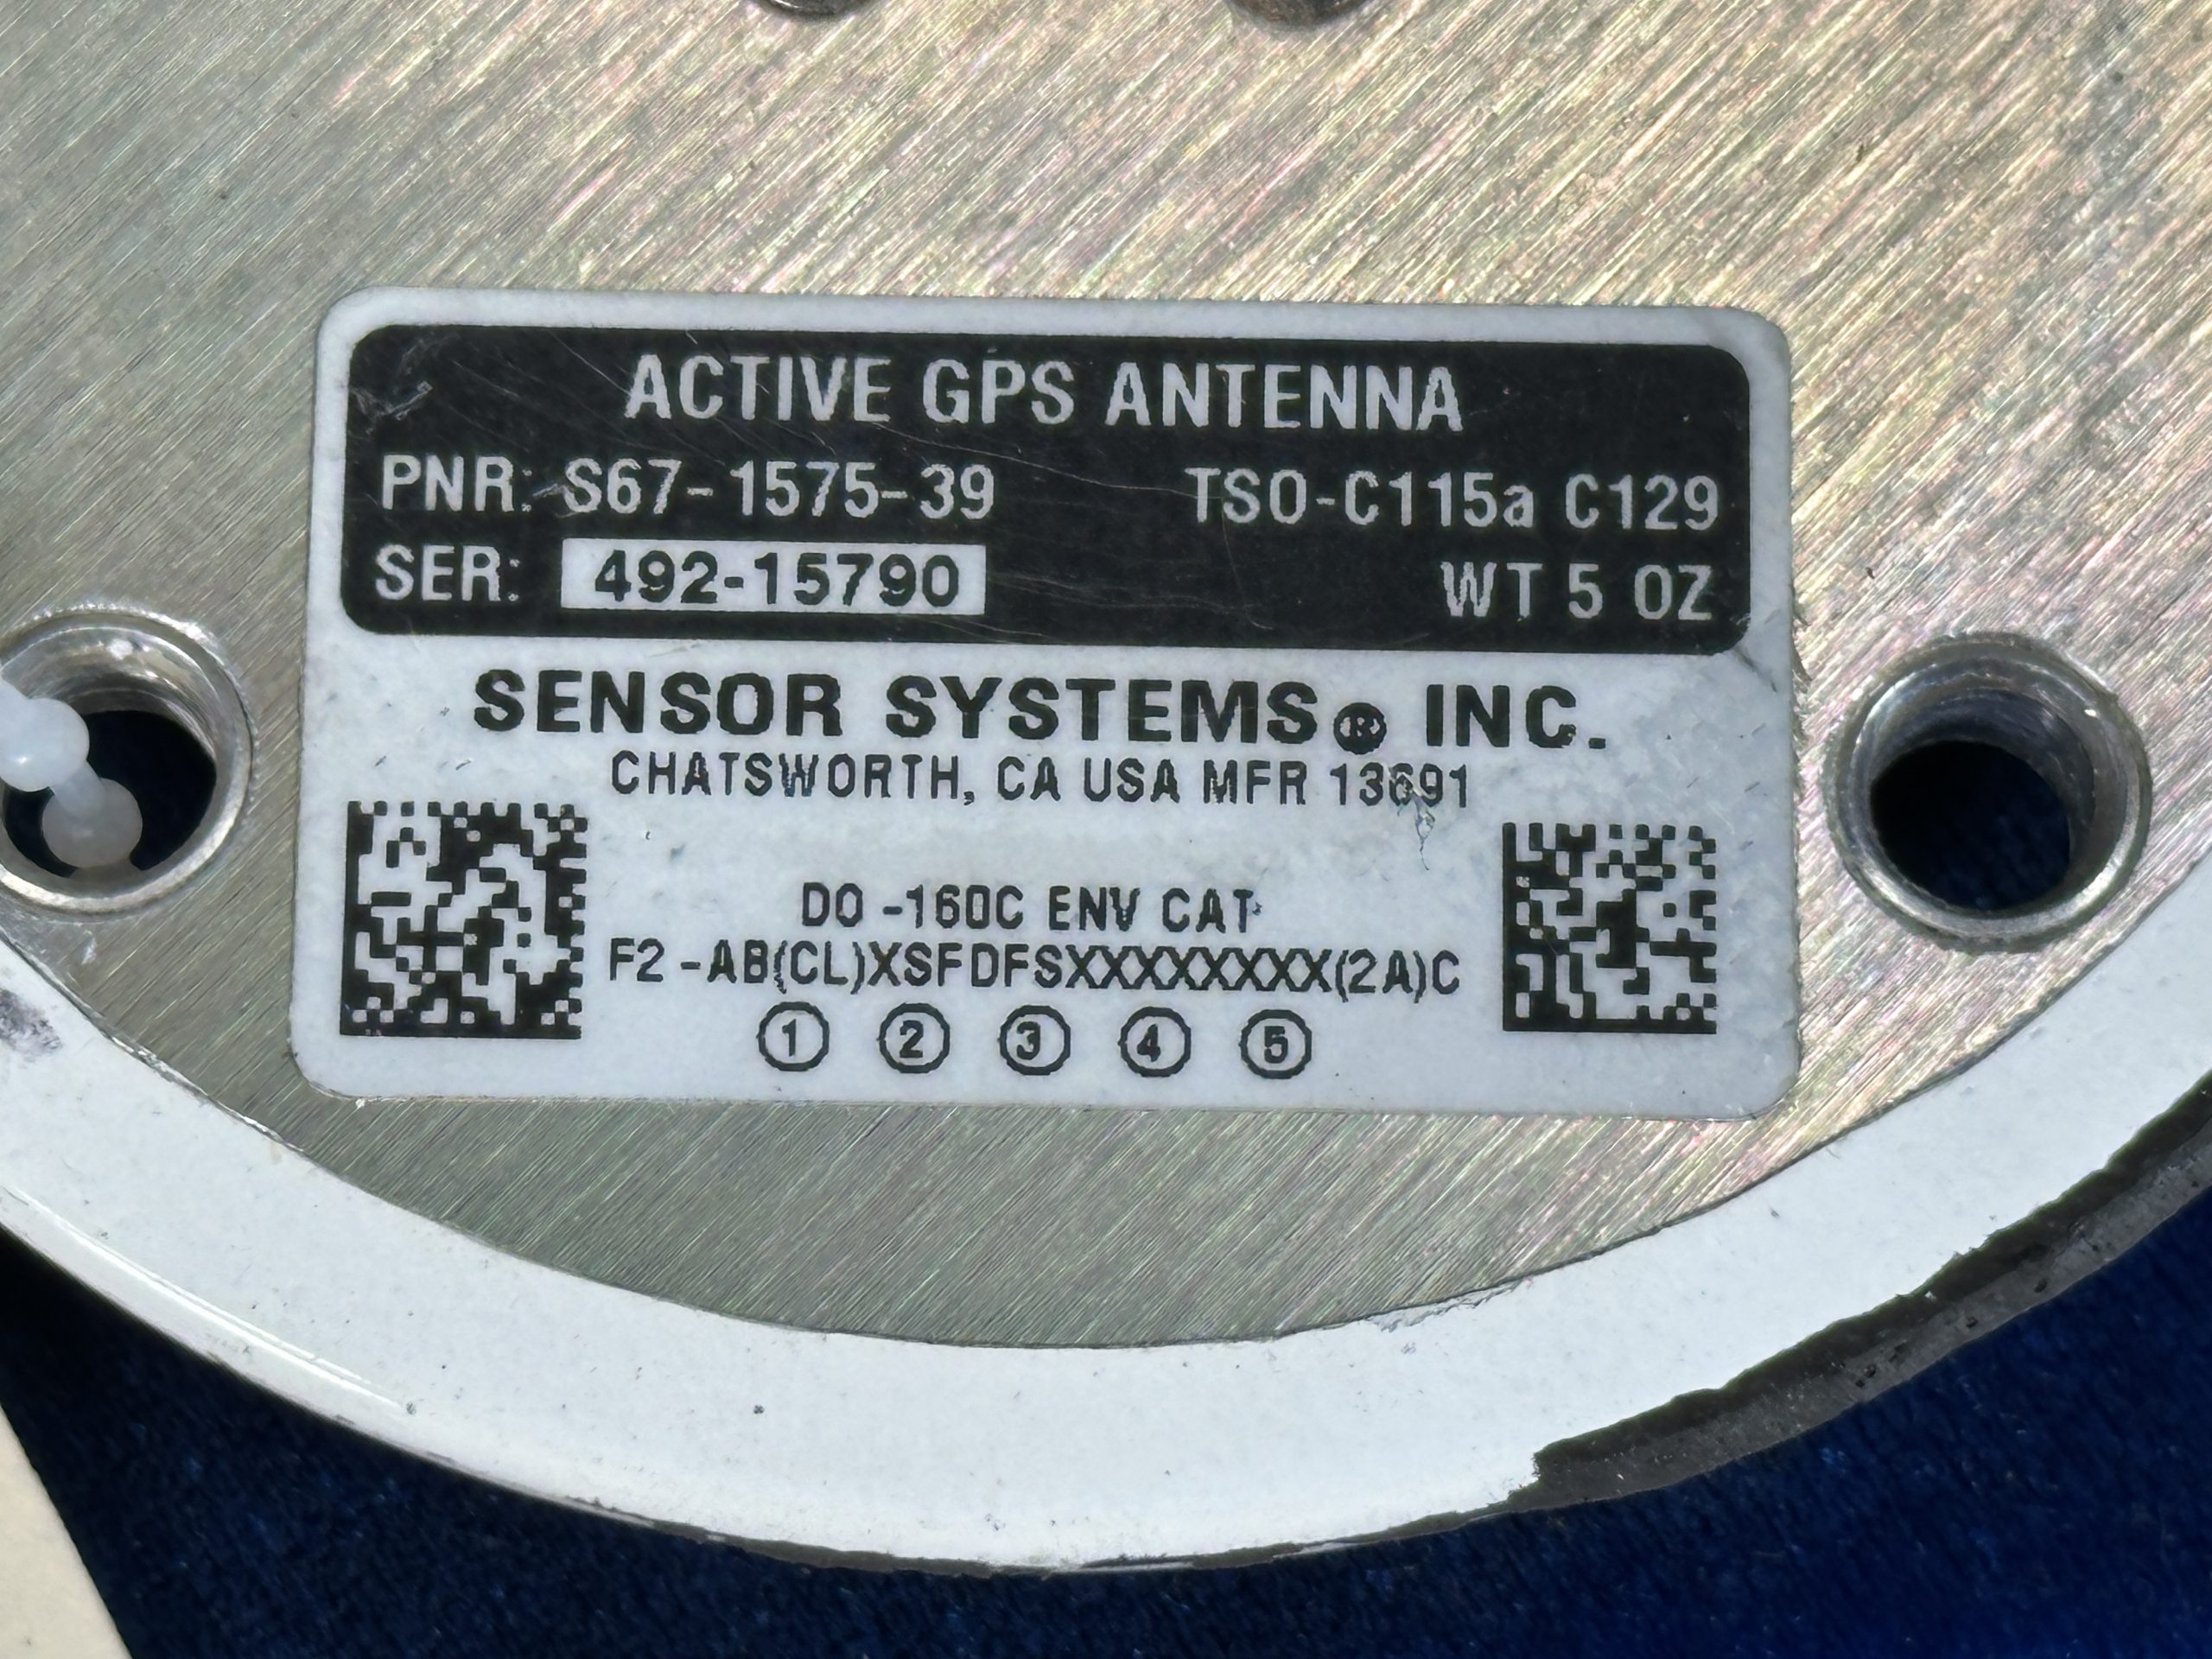 ACTIVE GPS ANTENNA
PNR: S67-1575-39 TSO-C115a C129
SER: 492-15790 WT 5 OZ
SENSOR SYSTEMS® INC.
CHATSWORTH, CA USA MFR 13691
DO -160C ENV CAT
F2 -AB(CL)XSFDFSXXXXXXXX(2A)C
① ② ③ ④ ⑤